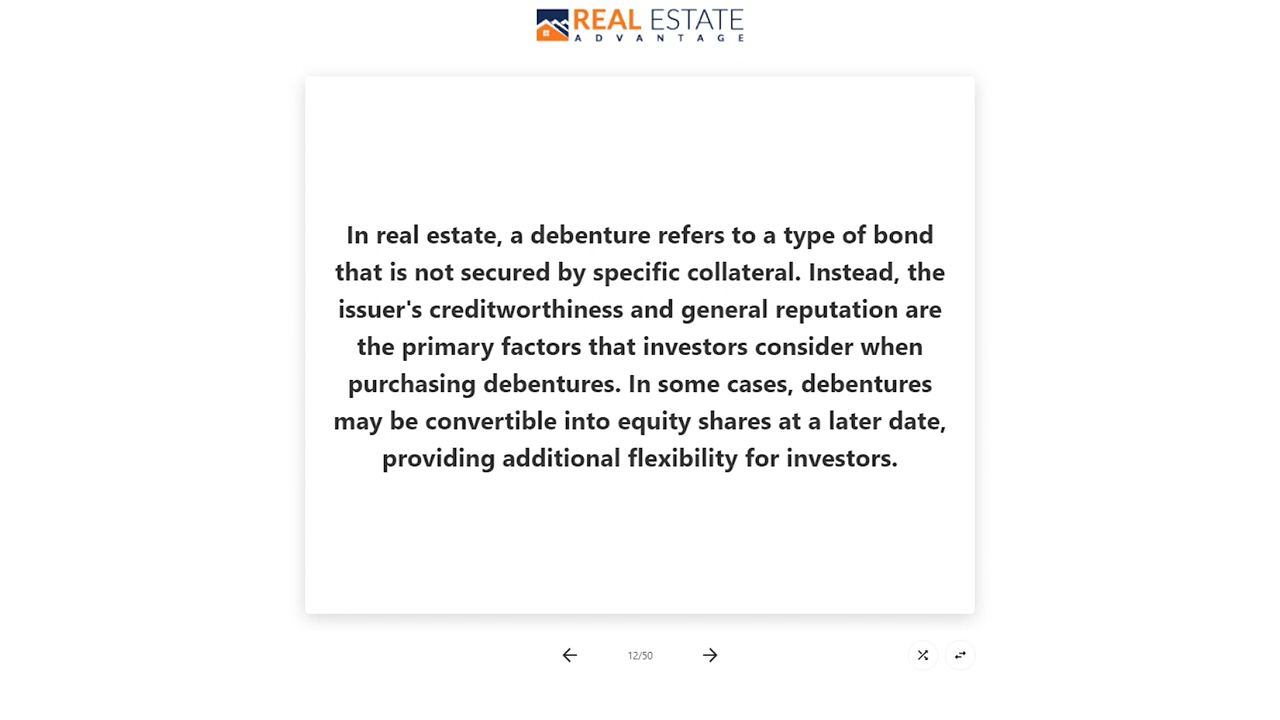 REAL ESTATE
ADVANTAGE
In real estate, a debenture refers to a type of bond
that is not secured by specific collateral. Instead, the
issuer's creditworthiness and general reputation are
the primary factors that investors consider when
purchasing debentures. In some cases, debentures
may be convertible into equity shares at a later date,
providing additional flexibility for investors.
12/50